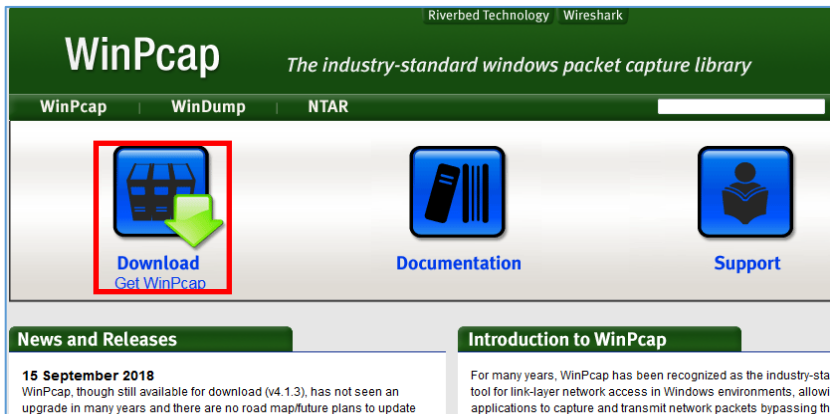 Riverbed Technology Wireshark
WinPcap
The industry-standard windows packet capture library
WinPcap WinDump NTAR
Download
Get WinPcap
Documentation
Support
News and Releases
15 September 2018
WinPcap, though still available for download (v4.1.3), has not seen an
upgrade in many years and there are no road map/future plans to update
Introduction to WinPcap
For many years, WinPcap has been recognized as the industry-sta
tool for link-layer network access in Windows environments, allowi
applications to capture and transmit network packets bypassing th